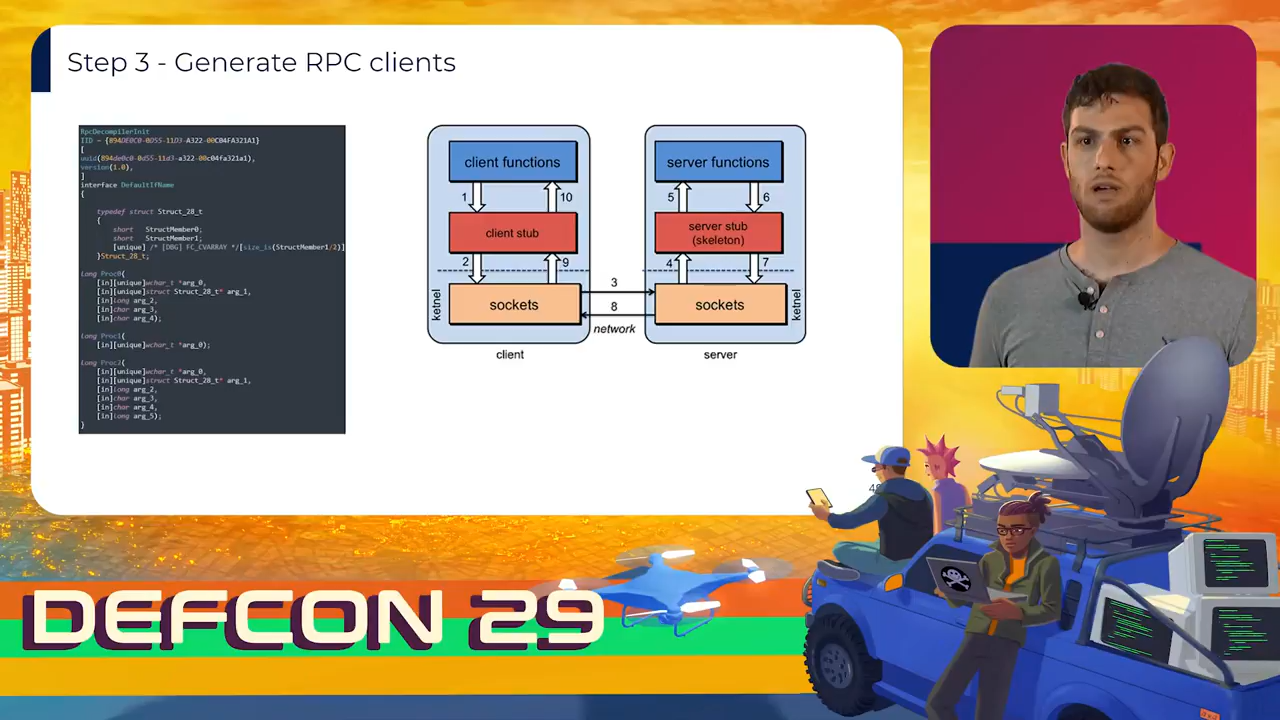 Step 3 - Generate RPC clients
RpcDecompilerInit
IID = {894DE0C0-0D55-11D3-A322-00C04FA321A1}
[
uuid(894de0c0-0d55-11d3-a322-00c04fa321a1),
version(1.0),
]
interface DefaultIfName
{
typedef struct Struct_28_t
{
short StructMember0;
short StructMember1;
[unique] /* [DBG] FC_CVARRAY */[size_is(StructMember1/2)]
}Struct_28_t;
long Proc0(
[in][unique]wchar_t *arg_0,
[in][unique]struct Struct_28_t* arg_1,
[in]long arg_2,
[in]char arg_3,
[in]char arg_4);
long Proc1(
[in][unique]wchar_t *arg_0);
long Proc2(
[in][unique]wchar_t *arg_0,
[in][unique]struct Struct_28_t* arg_1,
[in]long arg_2,
[in]char arg_3,
[in]char arg_4,
[in]long arg_5);
}
client functions
1
10
client stub
2
9
sockets
ketnel
client
3
8
network
server functions
5
6
server stub
(skeleton)
4
7
sockets
ketnel
server
DEFCON 29